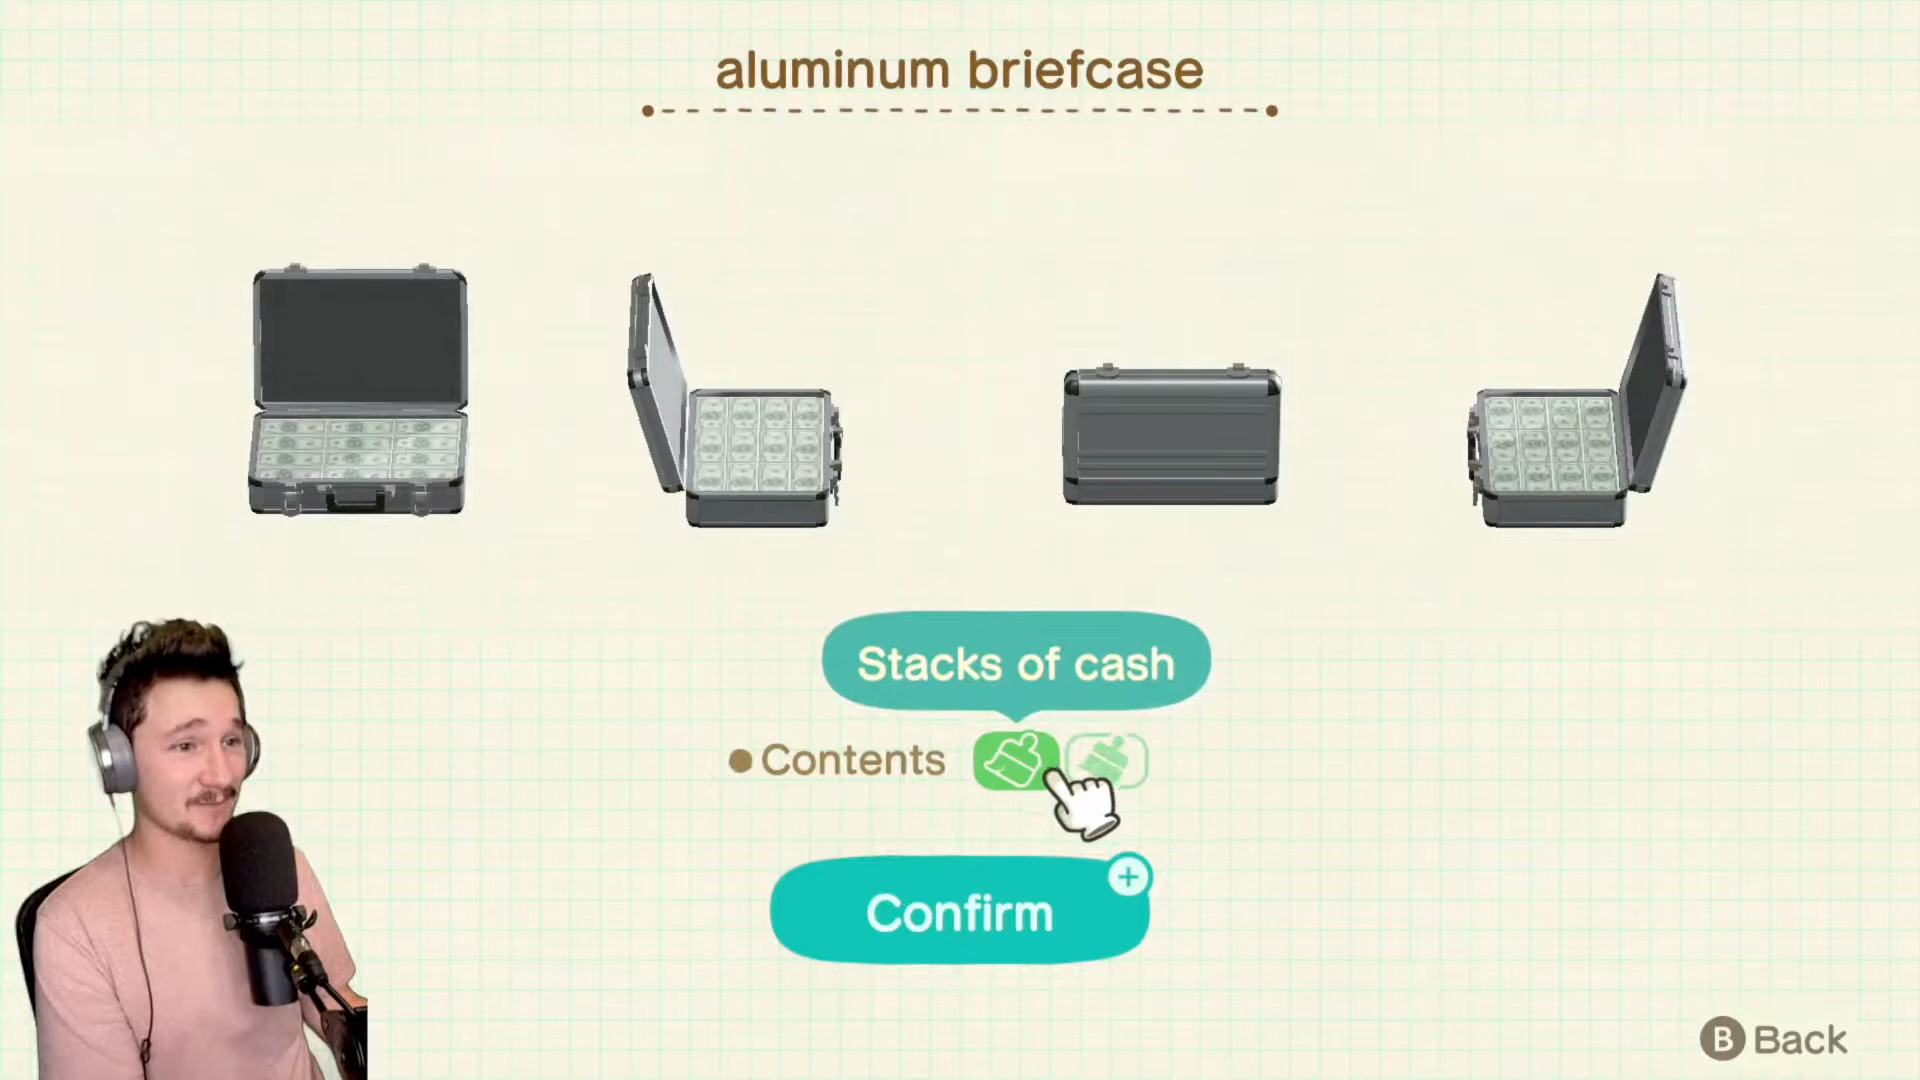 aluminum briefcase
Stacks of cash
Contents
Confirm
B Back